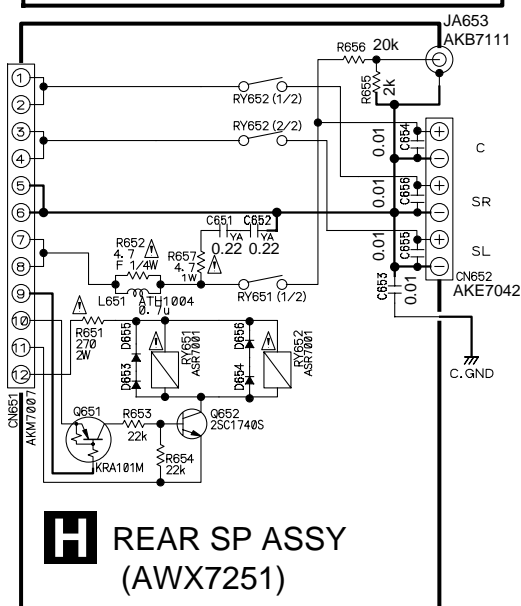 JA653
AKB7111
R656 20k
R655
2k
1
2
3
4
5
6
7
8
9
10
11
12
CN651
AKM7007
RY652 (1/2)
RY652 (2/2)
RY651 (1/2)
0.01
C654
C
0.01
C656
SR
0.01
C655
SL
CN652
AKE7042
C653
0.01
C.GND
C651 C652
YA YA
0.22 0.22
R652
4.7
F 1/4W
R657
4.7
1W
L651 ATH1004
0.7u
R651
270
2W
D655
D653
RY651
ASR7001
D656
D654
RY652
ASR7001
Q651
KRA101M
R653
22k
Q652
2SC1740S
R654
22k
H REAR SP ASSY
(AWX7251)